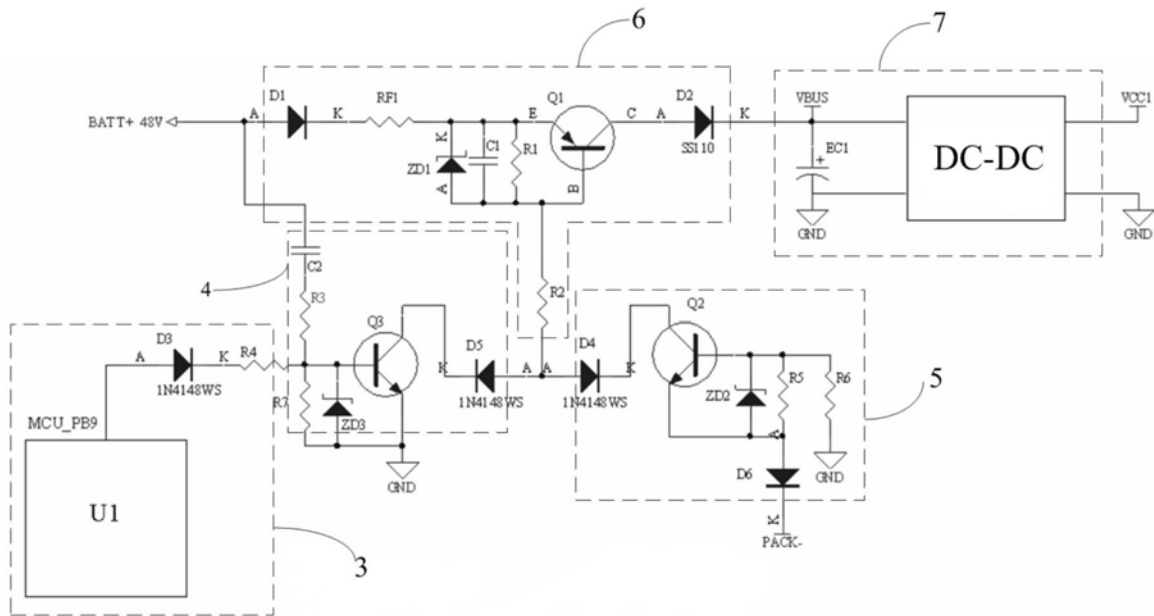 6
7
D1
A
K
RF1
BATT+ 48V
E
Q1
C
A
D2
K
SS110
VBUS
VCC1
K
ZD1
A
C1
R1
B
EC1
+
DC-DC
GND
GND
4
C2
R3
R2
Q3
Q2
D5
K
A
A
D4
K
1N4148WS
1N4148WS
D3
A
K
R4
1N4148WS
R7
ZD3
ZD2
R5
R6
5
A
MCU_PB9
GND
GND
D6
U1
K
PACK-
3